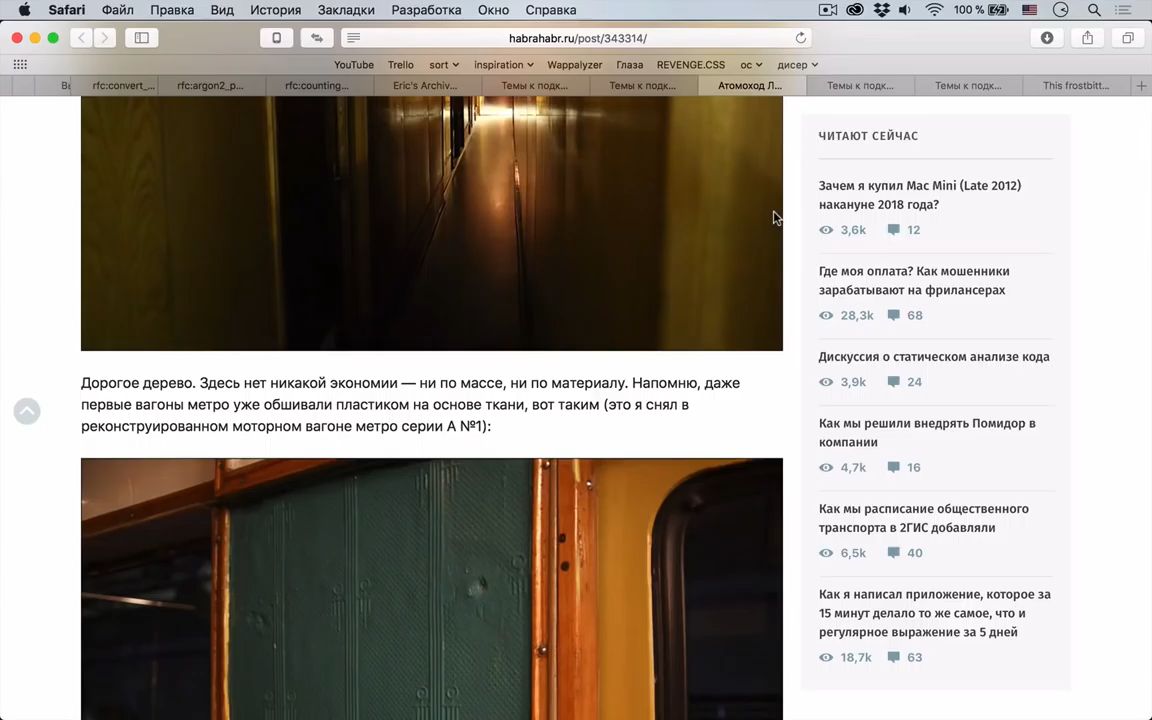 Safari Файл Правка Вид История Закладки Разработка Окно Справка 100 %
habrahabr.ru/post/343314/
YouTube Trello sort inspiration Wappalyzer Глаза REVENGE.CSS ос дисер
Вы rfc:convert_... rfc:argon2_p... rfc:counting... Eric's Archiv... Темы к подк... Темы к подк... Атомоход Л... Темы к подк... Темы к подк... This frostbitt...
Дорогое дерево. Здесь нет никакой экономии — ни по массе, ни по материалу. Напомню, даже
первые вагоны метро уже обшивали пластиком на основе ткани, вот таким (это я снял в
реконструированном моторном вагоне метро серии А №1):
ЧИТАЮТ СЕЙЧАС
Зачем я купил Mac Mini (Late 2012)
накануне 2018 года?
3,6k 12
Где моя оплата? Как мошенники
зарабатывают на фрилансерах
28,3k 68
Дискуссия о статическом анализе кода
3,9k 24
Как мы решили внедрять Помидор в
компании
4,7k 16
Как мы расписание общественного
транспорта в 2ГИС добавляли
6,5k 40
Как я написал приложение, которое за
15 минут делало то же самое, что и
регулярное выражение за 5 дней
18,7k 63